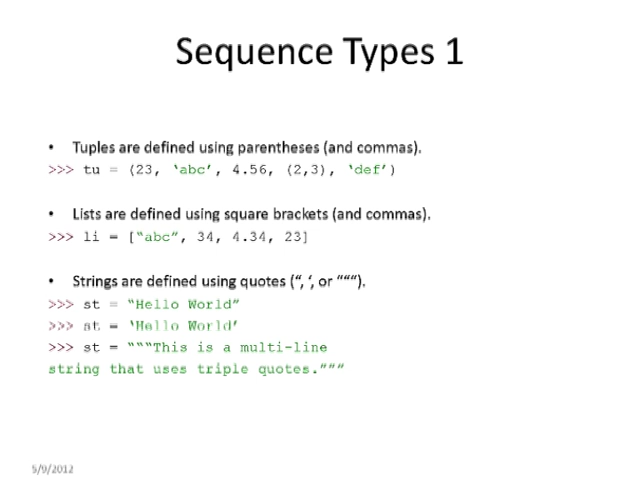 Sequence Types 1
• Tuples are defined using parentheses (and commas).
>>> tu = (23, ‘abc’, 4.56, (2,3), ‘def’)
• Lists are defined using square brackets (and commas).
>>> li = [“abc”, 34, 4.34, 23]
• Strings are defined using quotes (“, ‘, or “““).
>>> st = “Hello World”
>>> st = ‘Hello World’
>>> st = “““This is a multi-line
string that uses triple quotes.”””
5/9/2012